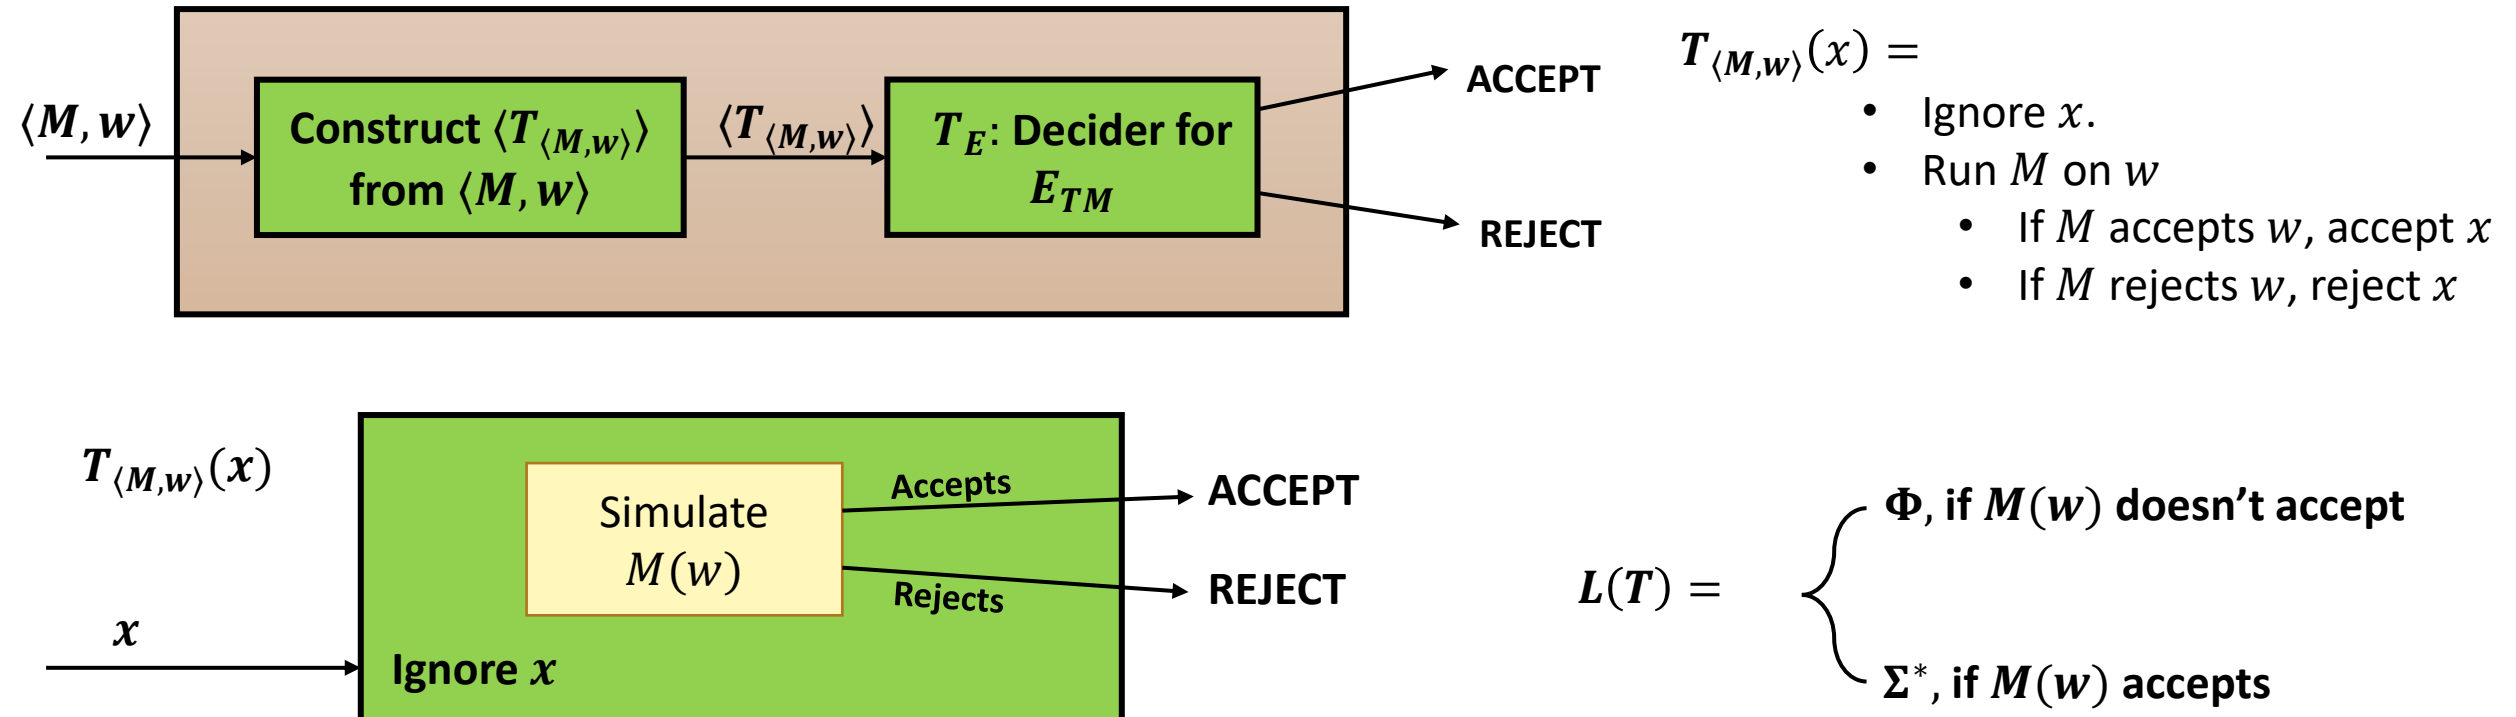 ⟨M, w⟩
Construct ⟨T⟨M,w⟩⟩
from ⟨M, w⟩
⟨T⟨M,w⟩⟩
T_E: Decider for
E_TM
ACCEPT
REJECT
T⟨M,w⟩(x) =
• Ignore x.
• Run M on w
• If M accepts w, accept x
• If M rejects w, reject x
T⟨M,w⟩(x)
x
Simulate
M(w)
Ignore x
Accepts
Rejects
ACCEPT
REJECT
L(T) =
Φ, if M(w) doesn’t accept
Σ*, if M(w) accepts